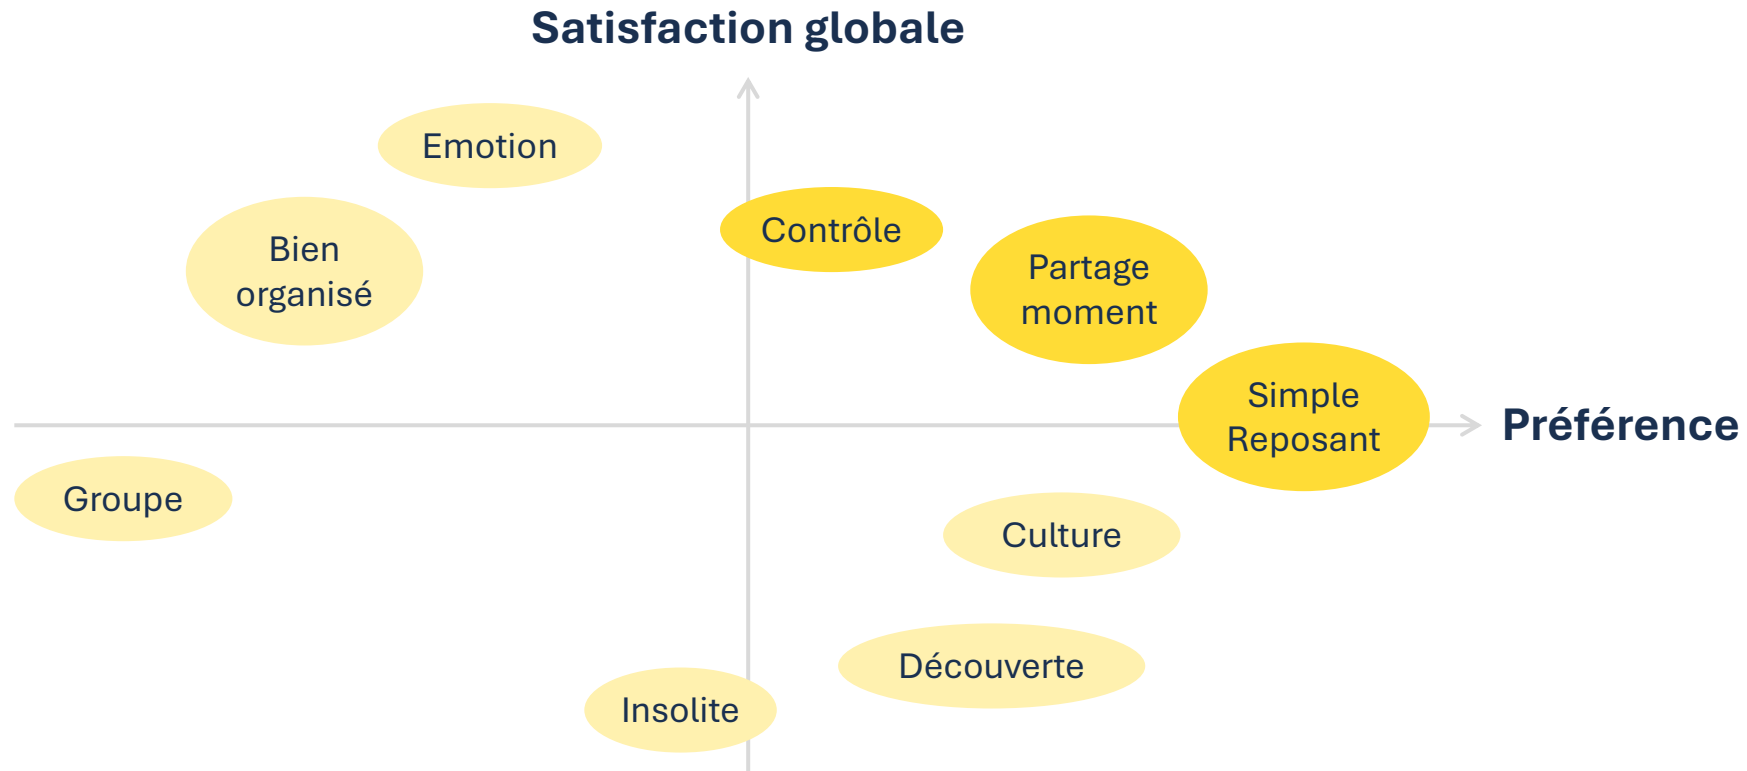 Satisfaction globale
Emotion
Contrôle
Bien
organisé
Partage
moment
Simple
Reposant
Préférence
Groupe
Culture
Découverte
Insolite